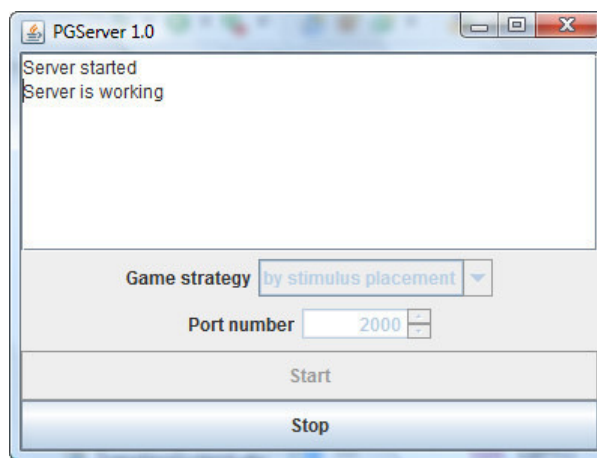 PGServer 1.0
Server started
Server is working
Game strategy by stimulus placement
Port number 2000
Start
Stop